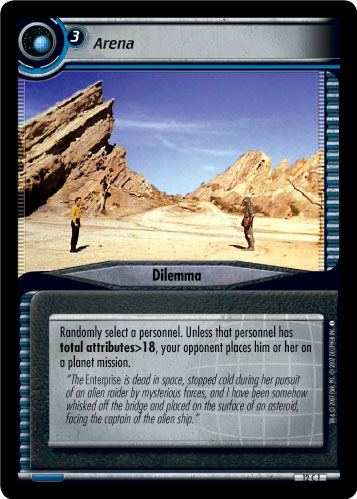 3
Arena
Dilemma
Randomly select a personnel. Unless that personnel has
total attributes>18, your opponent places him or her on
a planet mission.
"The Enterprise is dead in space, stopped cold during her pursuit
of an alien raider by mysterious forces, and I have been somehow
whisked off the bridge and placed on the surface of an asteroid,
facing the captain of the alien ship."
12 C 1